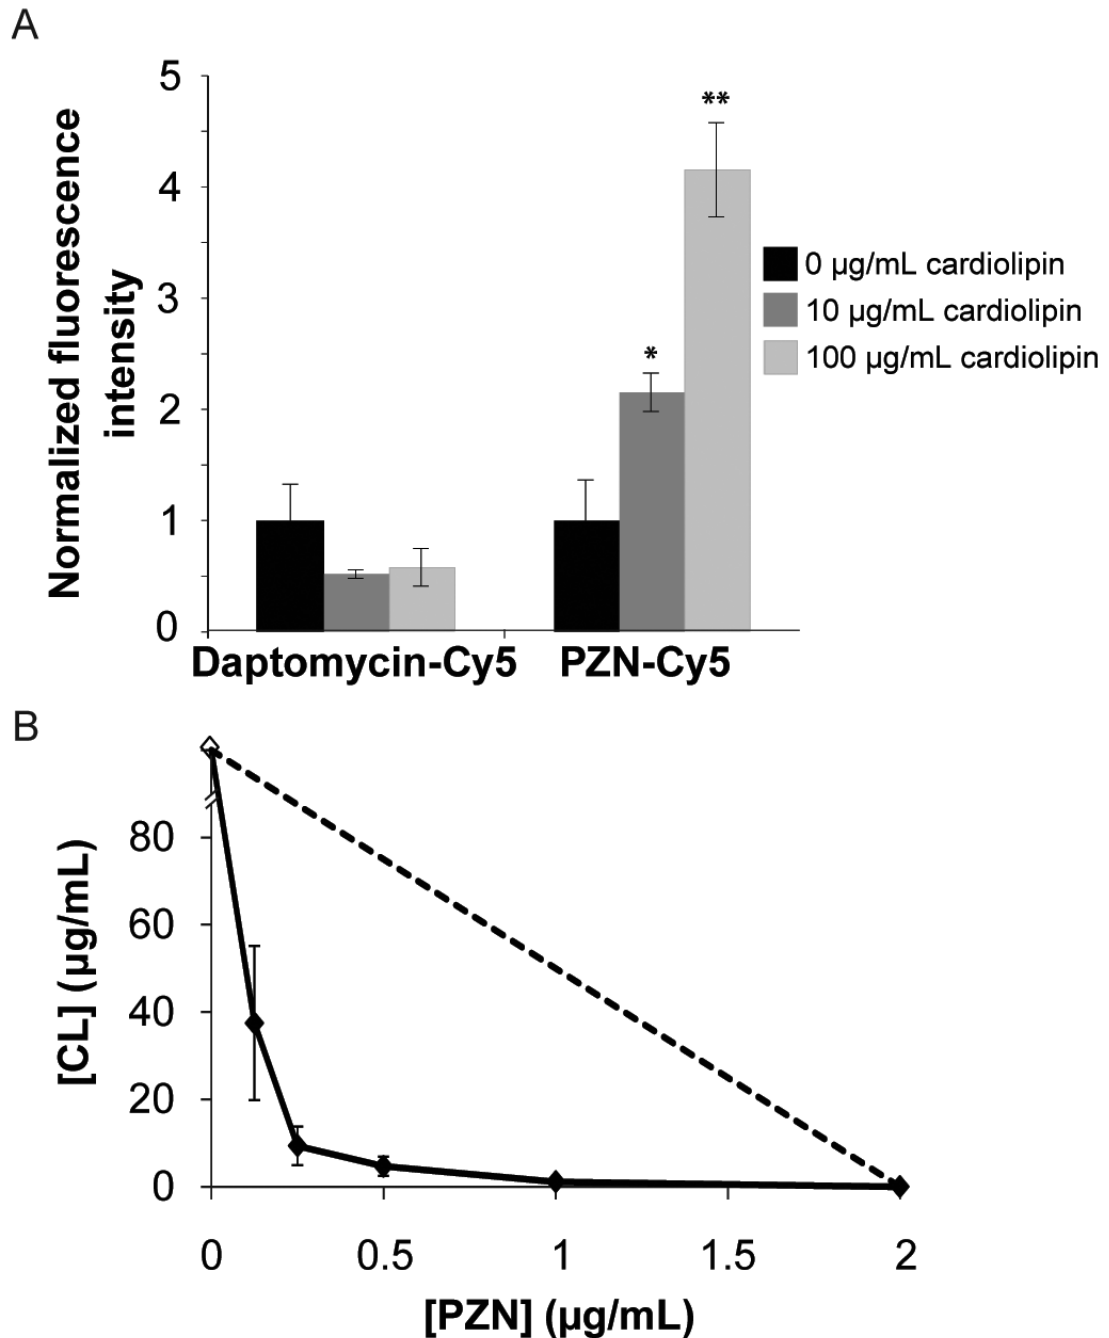 A
Normalized fluorescence
intensity
5
4
3
2
1
0
**
*
0 µg/mL cardiolipin
10 µg/mL cardiolipin
100 µg/mL cardiolipin
Daptomycin-Cy5 PZN-Cy5
B
[CL] (µg/mL)
80
60
40
20
0
0 0.5 1 1.5 2
[PZN] (µg/mL)